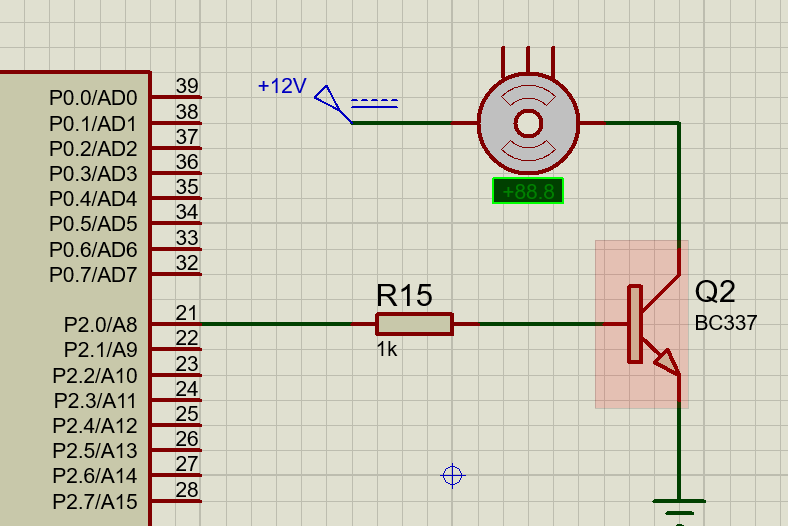 39
P0.0/AD0
38
P0.1/AD1
37
P0.2/AD2
36
P0.3/AD3
35
P0.4/AD4
34
P0.5/AD5
33
P0.6/AD6
32
P0.7/AD7
21
P2.0/A8
22
P2.1/A9
23
P2.2/A10
24
P2.3/A11
25
P2.4/A12
26
P2.5/A13
27
P2.6/A14
28
P2.7/A15
+12V
+88.8
R15
1k
Q2
BC337